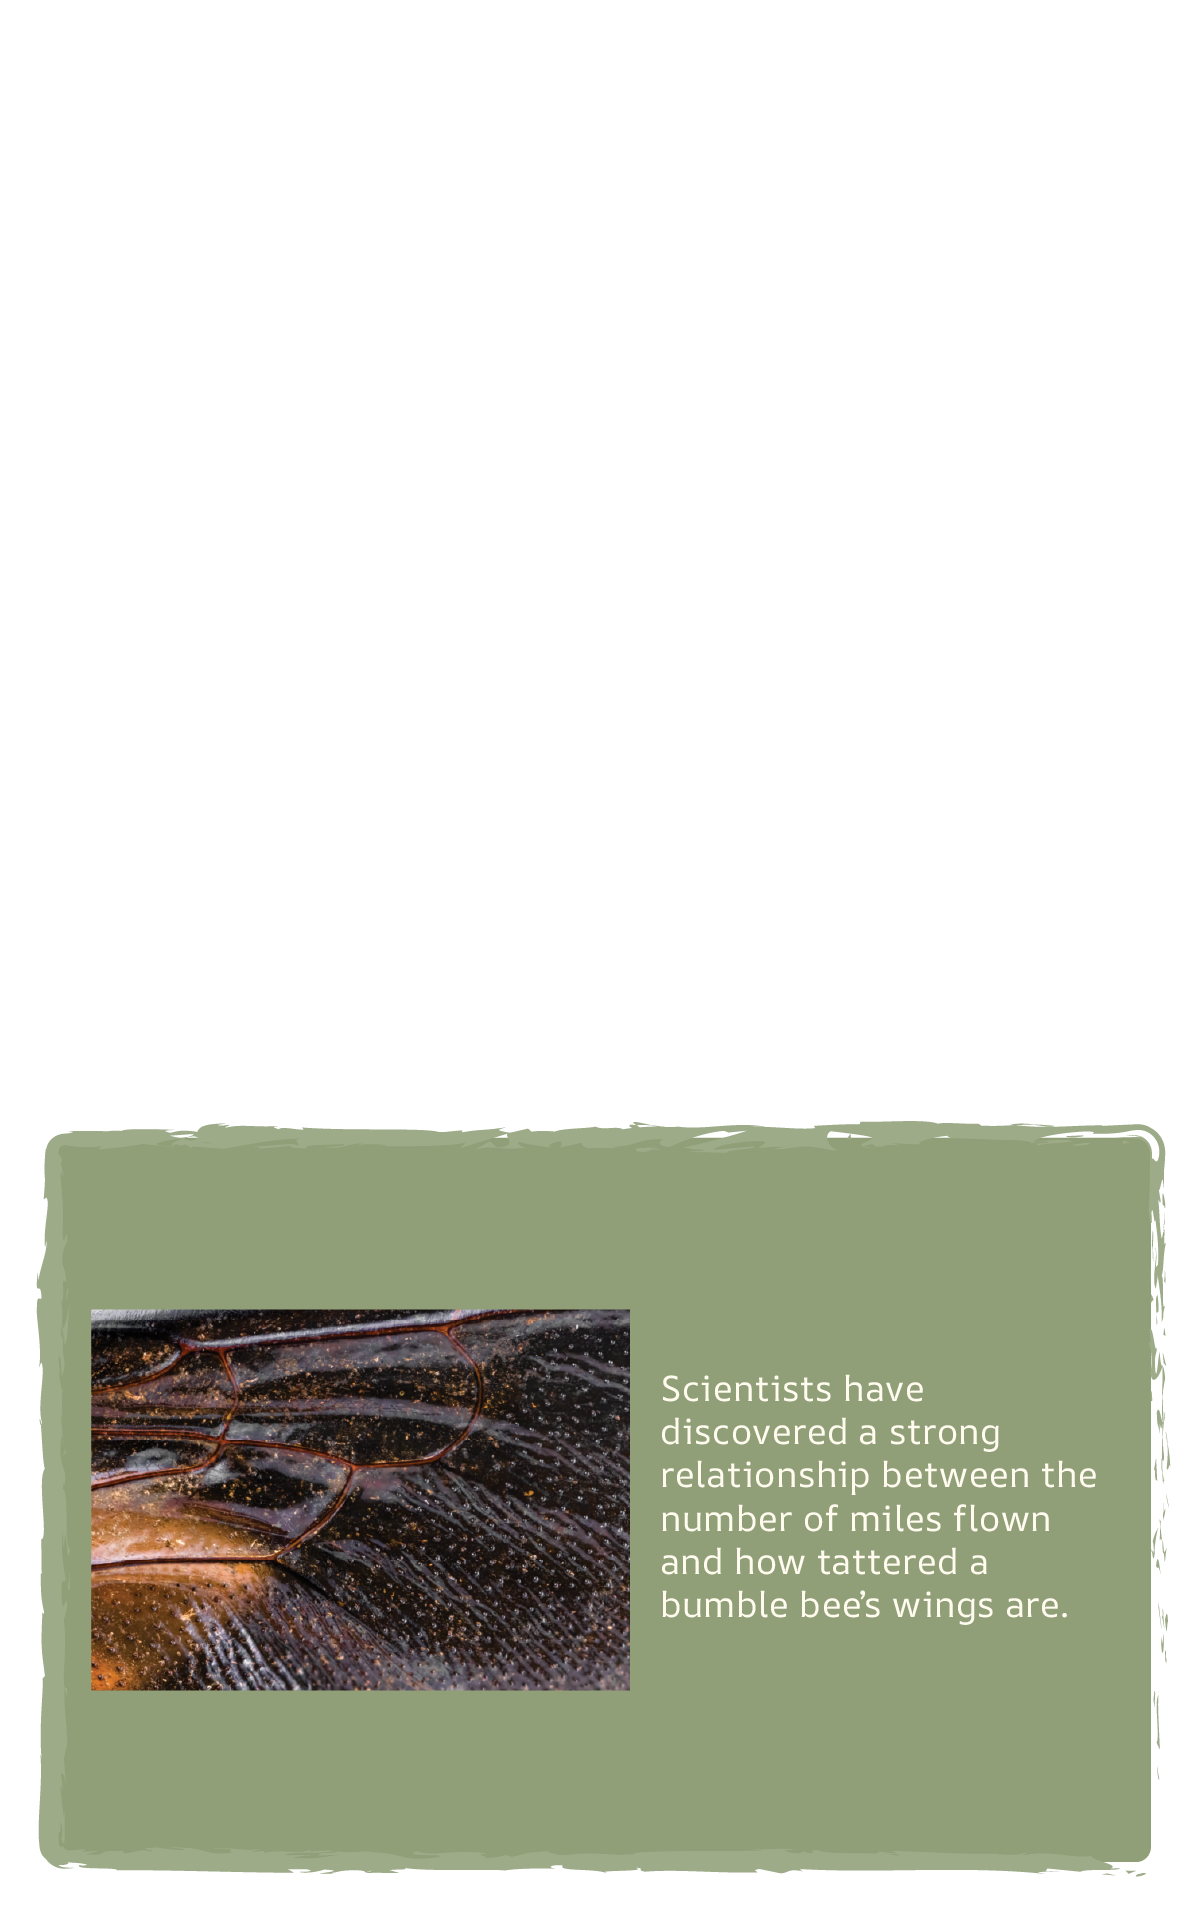 Scientists have
discovered a strong
relationship between the
number of miles flown
and how tattered a
bumble bee’s wings are.